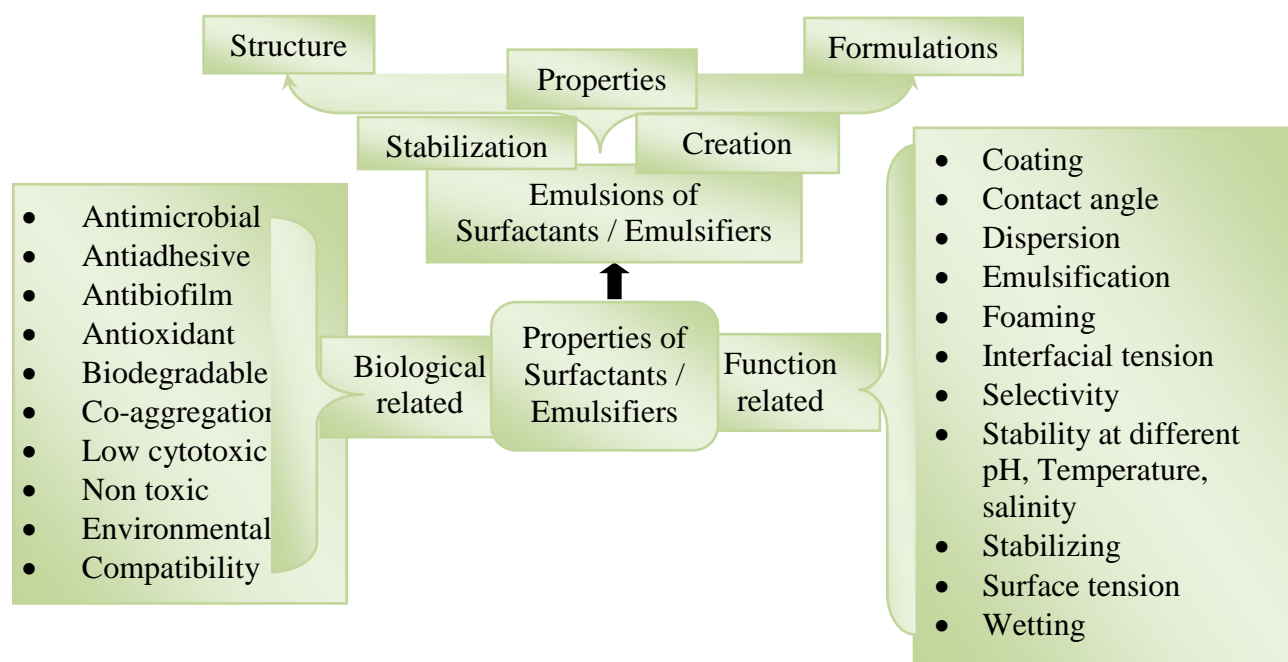 Structure
Formulations
Properties
Stabilization
Creation
Emulsions of
Surfactants / Emulsifiers
• Antimicrobial
• Antiadhesive
• Antibiofilm
• Antioxidant
• Biodegradable
• Co-aggregation
• Low cytotoxic
• Non toxic
• Environmental
• Compatibility
Biological
related
Properties of
Surfactants /
Emulsifiers
Function
related
• Coating
• Contact angle
• Dispersion
• Emulsification
• Foaming
• Interfacial tension
• Selectivity
• Stability at different
pH, Temperature,
salinity
• Stabilizing
• Surface tension
• Wetting